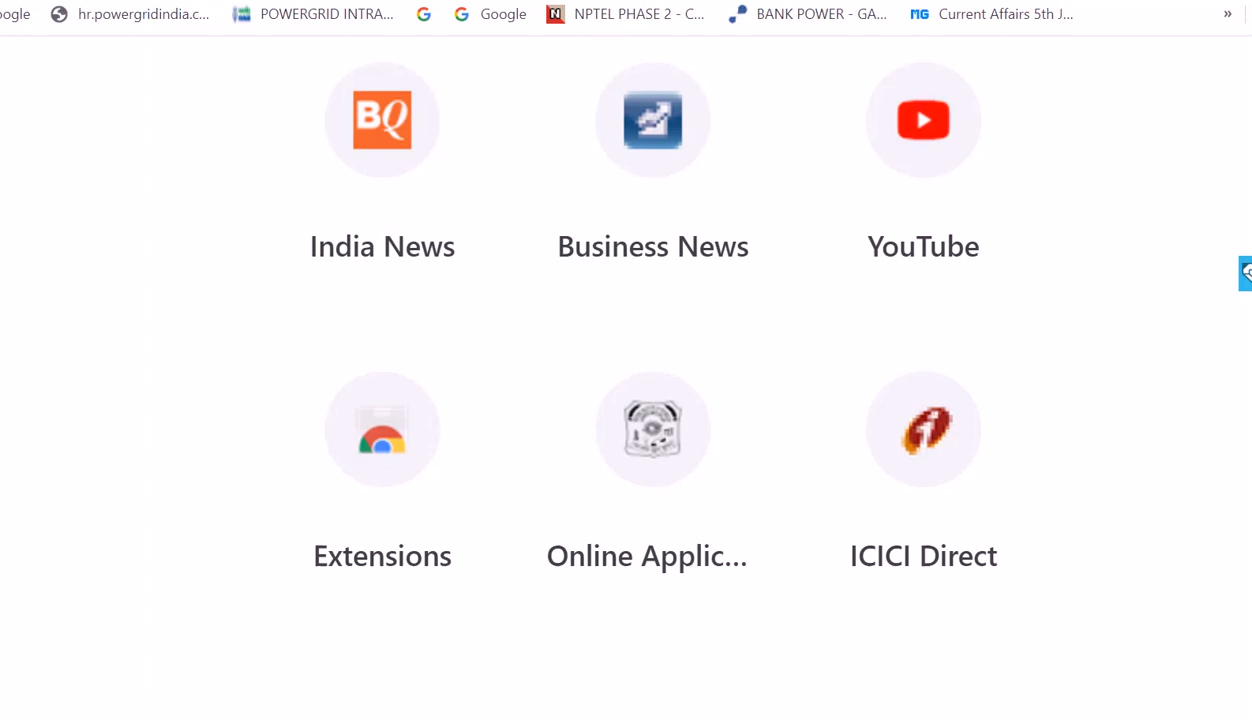 ogle hr.powergridindia.c... POWERGRID INTRA... Google NPTEL PHASE 2 - C... BANK POWER - GA... MG Current Affairs 5th J... »
BQ
India News Business News YouTube
Extensions Online Applic... ICICI Direct